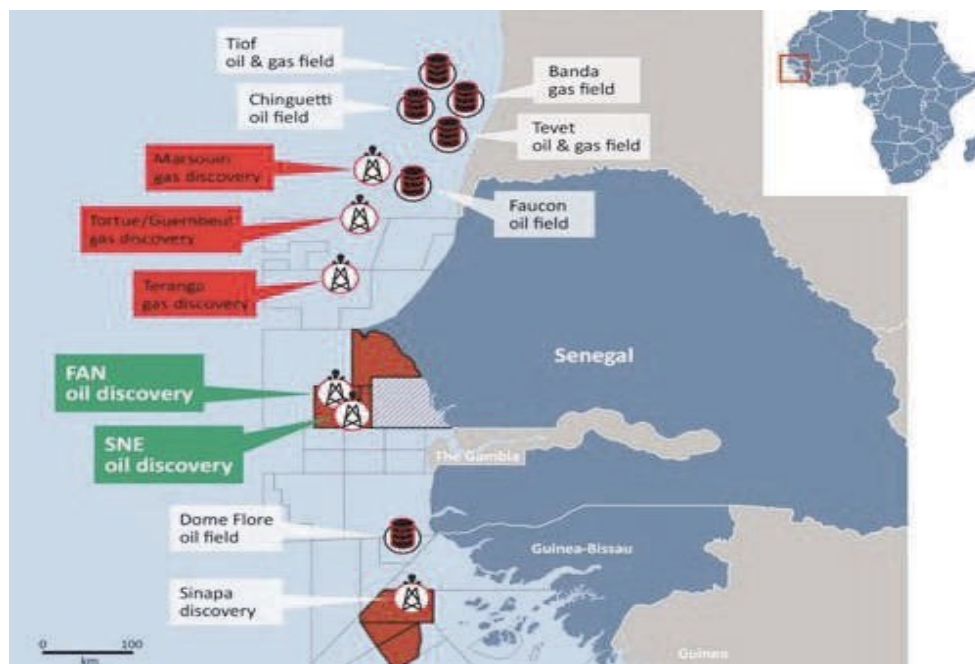 Tiof
oil & gas field
Banda
gas field
Chinguetti
oil field
Tevet
oil & gas field
Marsouin
gas discovery
Faucon
oil field
Tortue/Guembeul
gas discovery
Teranga
gas discovery
Senegal
FAN
oil discovery
SNE
oil discovery
The Gambia
Dome Flore
oil field
Guinea-Bissau
Sinapa
discovery
0 100
km
Guinea